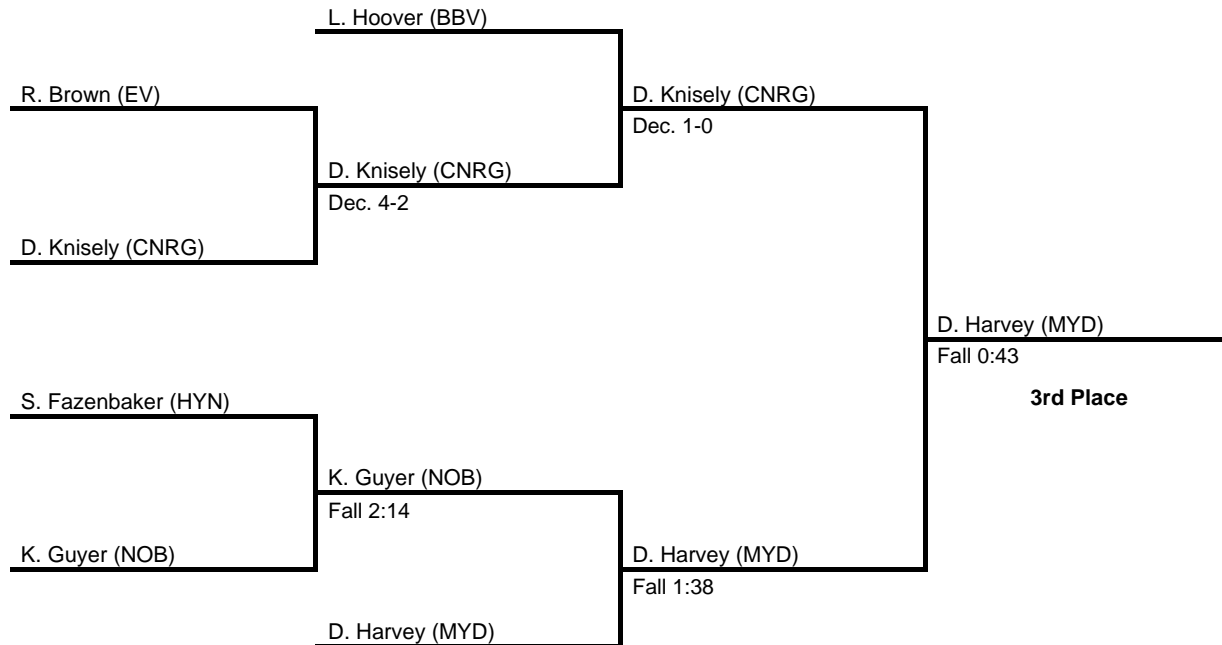 L. Hoover (BBV)
R. Brown (EV)
D. Knisely (CNRG)
Dec. 1-0
D. Knisely (CNRG)
Dec. 4-2
D. Knisely (CNRG)
D. Harvey (MYD)
Fall 0:43
3rd Place
S. Fazenbaker (HYN)
K. Guyer (NOB)
Fall 2:14
K. Guyer (NOB)
D. Harvey (MYD)
Fall 1:38
D. Harvey (MYD)